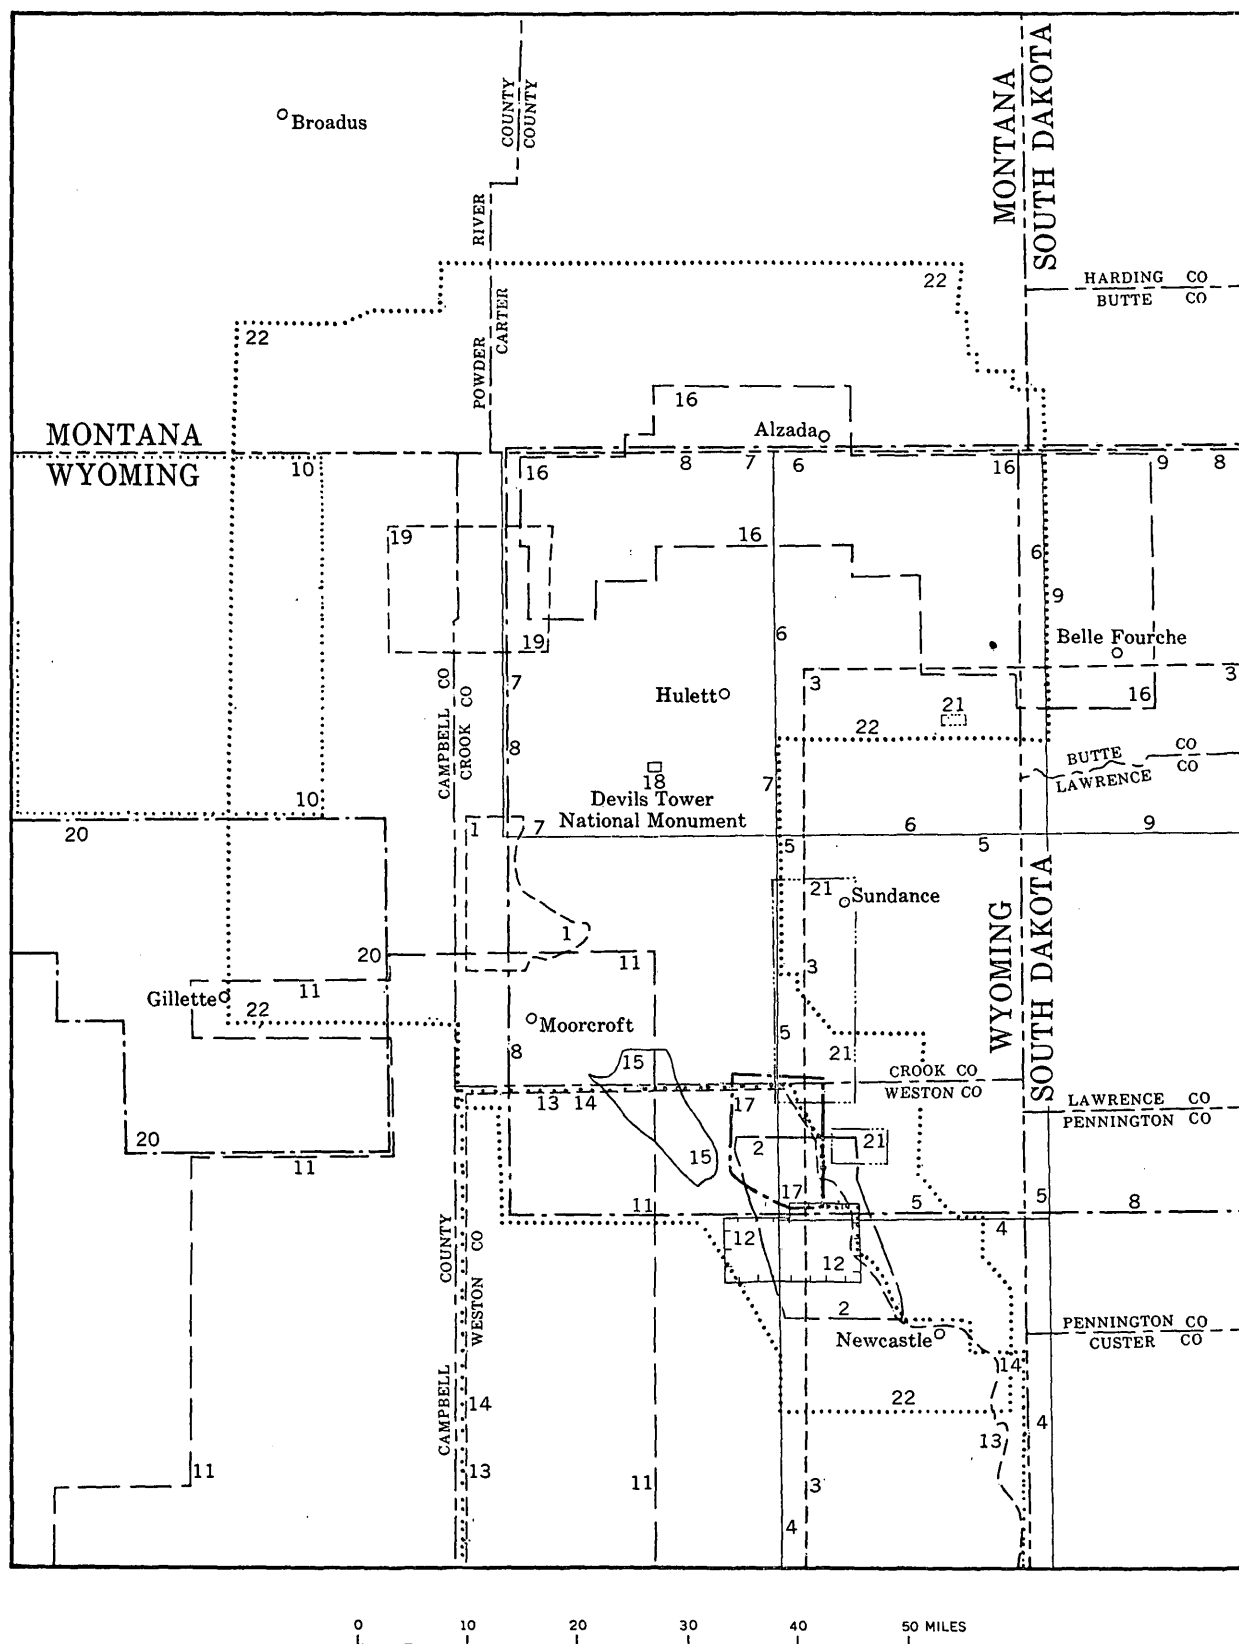 Broadus
COUNTY
COUNTY
MONTANA
SOUTH DAKOTA
RIVER
HARDING CO
BUTTE CO
22
22
CARTER
POWDER
16
Alzada
MONTANA
WYOMING
10
16
8
7
6
16
9
8
19
16
6
9
19
6
Belle Fourche
7
3
3
Hulett
21
16
CAMPBELL CO
CROOK CO
22
8
BUTTE CO
LAWRENCE CO
18
7
Devils Tower
National Monument
10
20
1
7
6
9
5
5
21
Sundance
WYOMING
SOUTH DAKOTA
1
20
11
3
11
Gillette
22
Moorcroft
5
8
15
21
CROOK CO
WESTON CO
13
14
17
LAWRENCE CO
PENNINGTON CO
20
2
21
11
15
17
11
5
5
8
4
12
12
COUNTY
WESTON CO
2
Newcastle
PENNINGTON CO
CUSTER CO
14
22
14
CAMPBELL
13
4
11
13
11
3
4
0 10 20 30 40 50 MILES